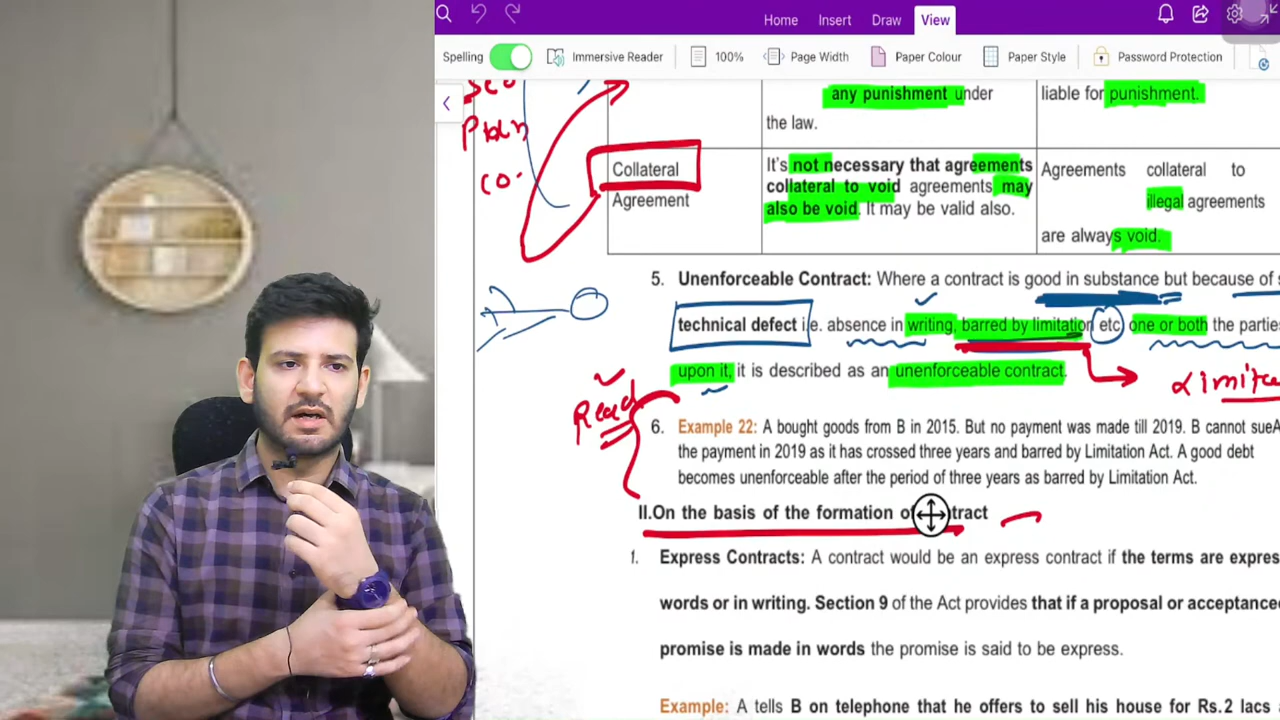 Home Insert Draw View
Spelling Immersive Reader 100% Page Width Paper Colour Paper Style Password Protection
any punishment under
the law.
liable for punishment.
Collateral
Agreement
It's not necessary that agreements
collateral to void agreements may
also be void. It may be valid also.
Agreements collateral to
illegal agreements
are always void.
5. Unenforceable Contract: Where a contract is good in substance but because of
technical defect i.e. absence in writing, barred by limitation etc one or both the
upon it, it is described as an unenforceable contract.
Read
6. Example 22: A bought goods from B in 2015. But no payment was made till 2019. B cannot sueA
the payment in 2019 as it has crossed three years and barred by Limitation Act. A good debt
becomes unenforceable after the period of three years as barred by Limitation Act.
II.On the basis of the formation
1. Express Contracts: A contract would be an express contract if the terms are
words or in writing. Section 9 of the Act provides that if a proposal or acceptance
promise is made in words the promise is said to be express.
Example: A tells B on telephone that he offers to sell his house for Rs.2 lacs